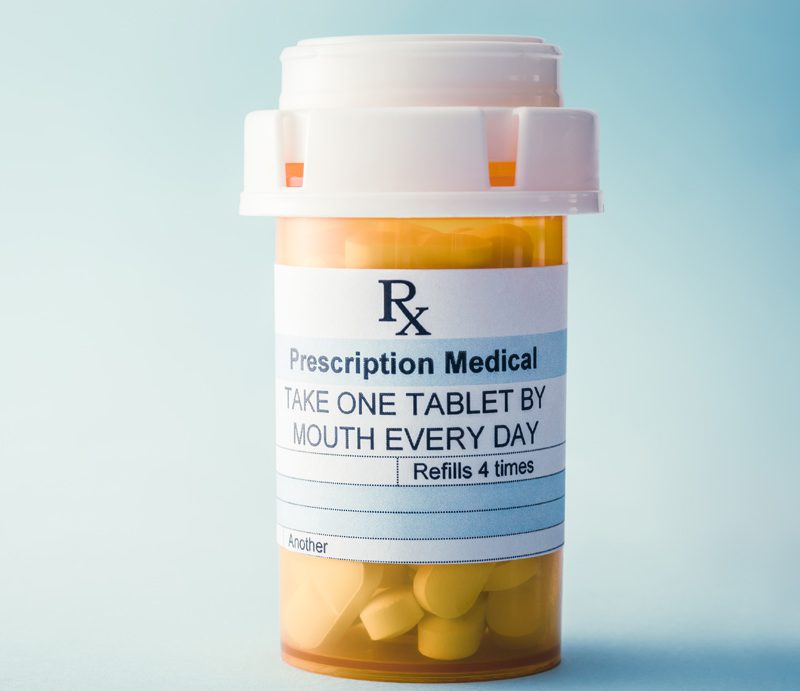 Rx
Prescription Medical
TAKE ONE TABLET BY
MOUTH EVERY DAY
Refills 4 times
Another